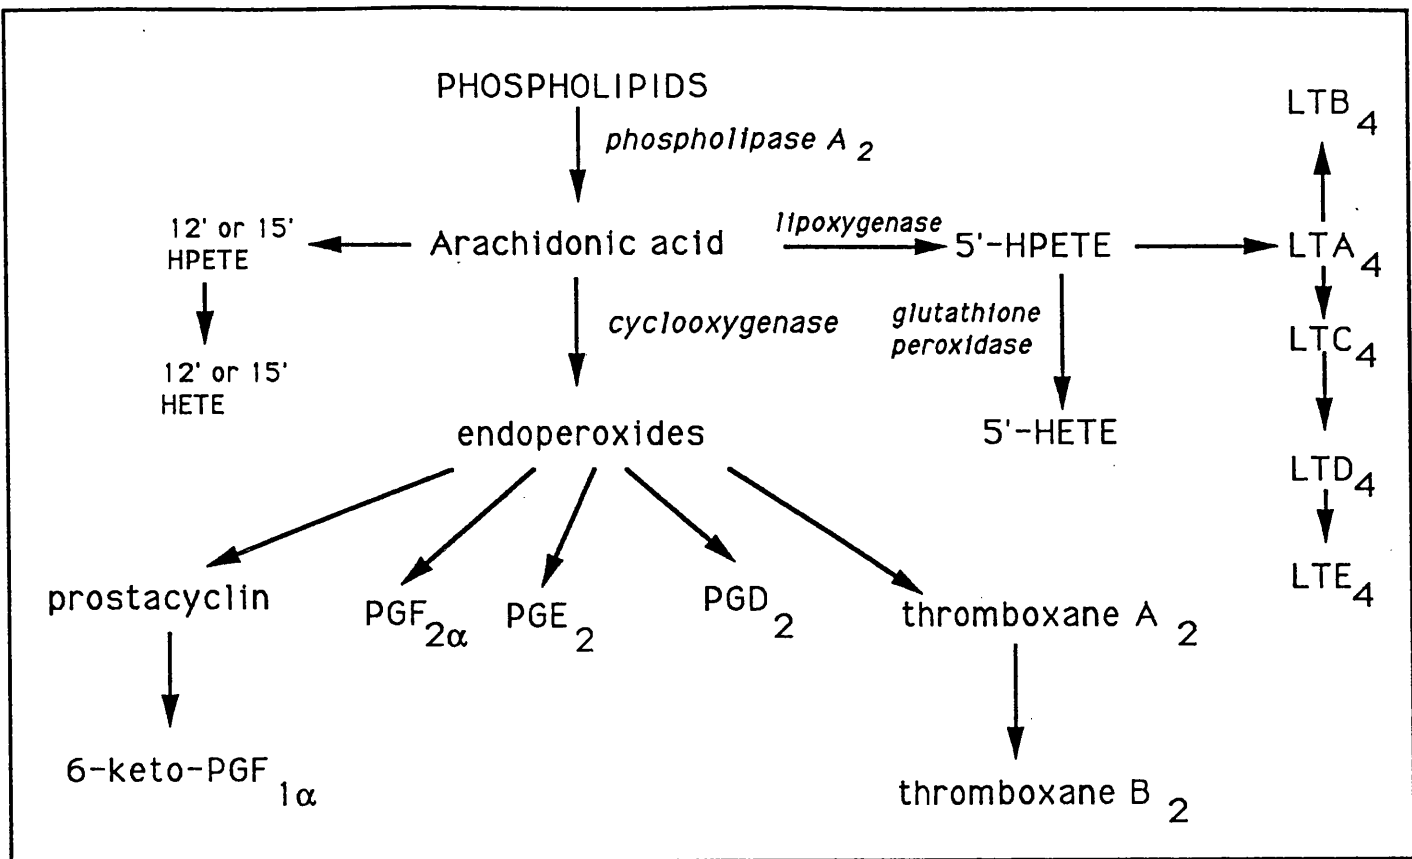 PHOSPHOLIPIDS
phospholipase A 2
LTB 4
12' or 15'
HPETE
Arachidonic acid
lipoxygenase
5'-HPETE
LTA 4
cyclooxygenase
glutathione
peroxidase
LTC 4
12' or 15'
HETE
endoperoxides
5'-HETE
LTD 4
LTE 4
prostacyclin
PGF 2α
PGE 2
PGD 2
thromboxane A 2
6-keto-PGF 1α
thromboxane B 2